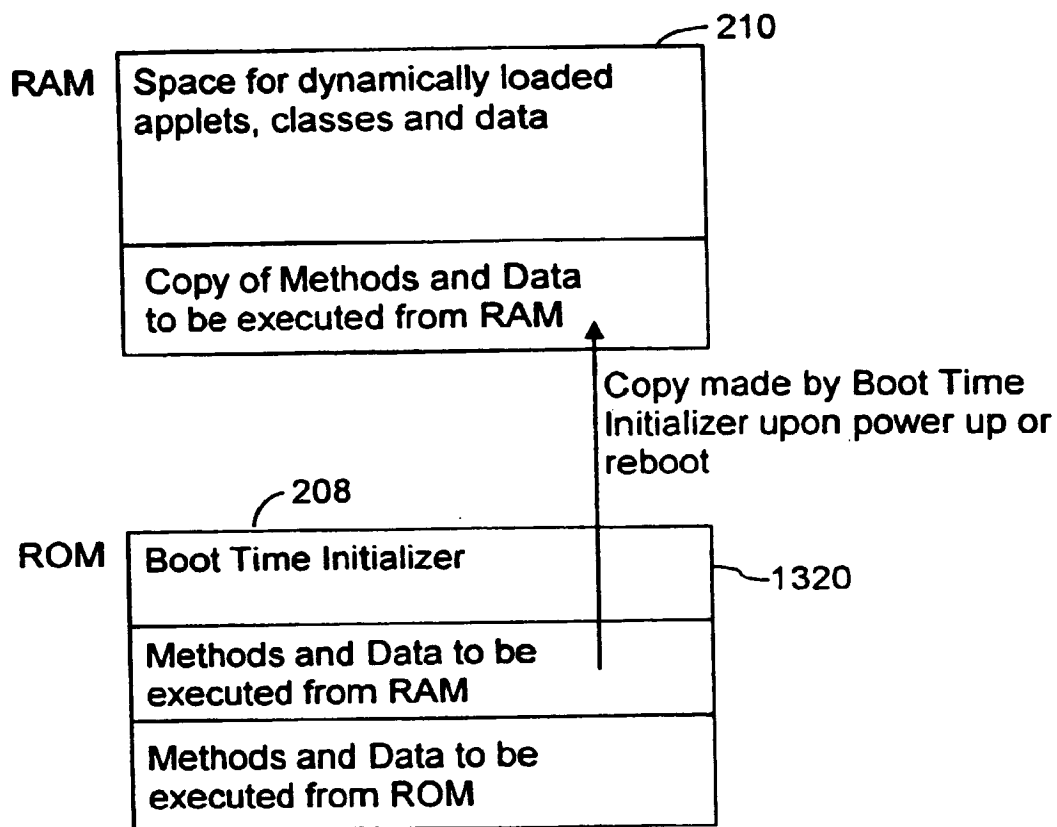 210
RAM
Space for dynamically loaded
applets, classes and data
Copy of Methods and Data
to be executed from RAM
Copy made by Boot Time
Initializer upon power up or
reboot
208
ROM
Boot Time Initializer
1320
Methods and Data to be
executed from RAM
Methods and Data to be
executed from ROM